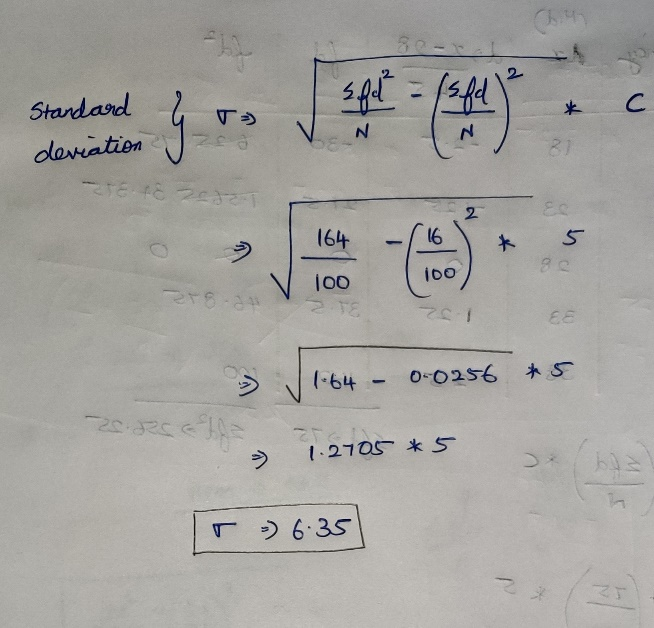 Standard deviation } σ ⇒ √(Σfd²/N - (Σfd/N)²) * C
⇒ √(164/100 - (16/100)²) * 5
⇒ √(1.64 - 0.0256) * 5
⇒ 1.2705 * 5
σ ⇒ 6.35